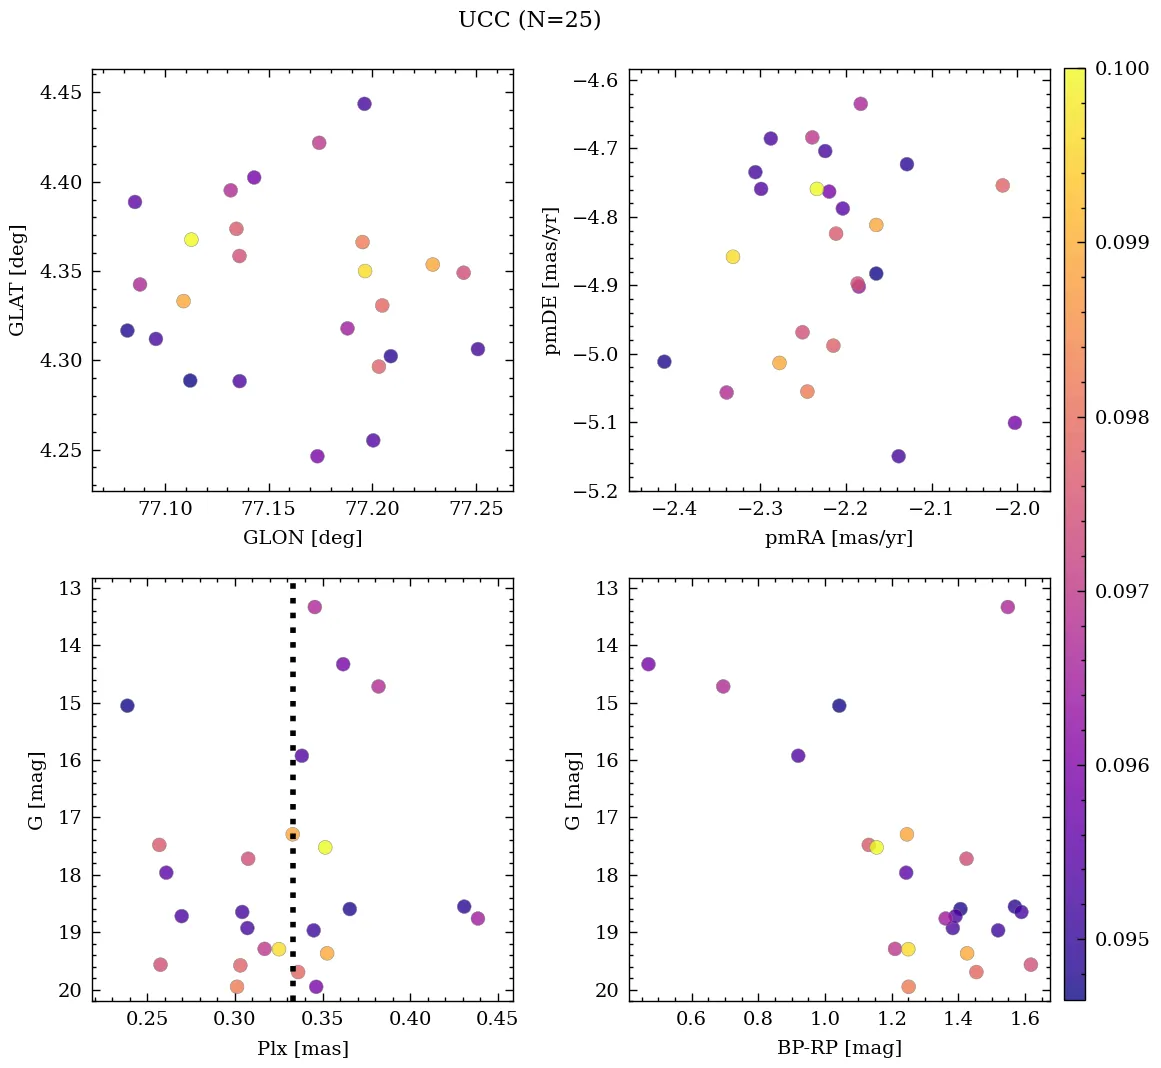 UCC (N=25)
4.45
4.40
4.35
4.30
4.25
GLAT [deg]
77.10 77.15 77.20 77.25
GLON [deg]
−4.6
−4.7
−4.8
−4.9
−5.0
−5.1
−5.2
pmDE [mas/yr]
−2.4 −2.3 −2.2 −2.1 −2.0
pmRA [mas/yr]
13
14
15
16
17
18
19
20
G [mag]
0.25 0.30 0.35 0.40 0.45
Plx [mas]
13
14
15
16
17
18
19
20
G [mag]
0.6 0.8 1.0 1.2 1.4 1.6
BP-RP [mag]
0.100
0.099
0.098
0.097
0.096
0.095